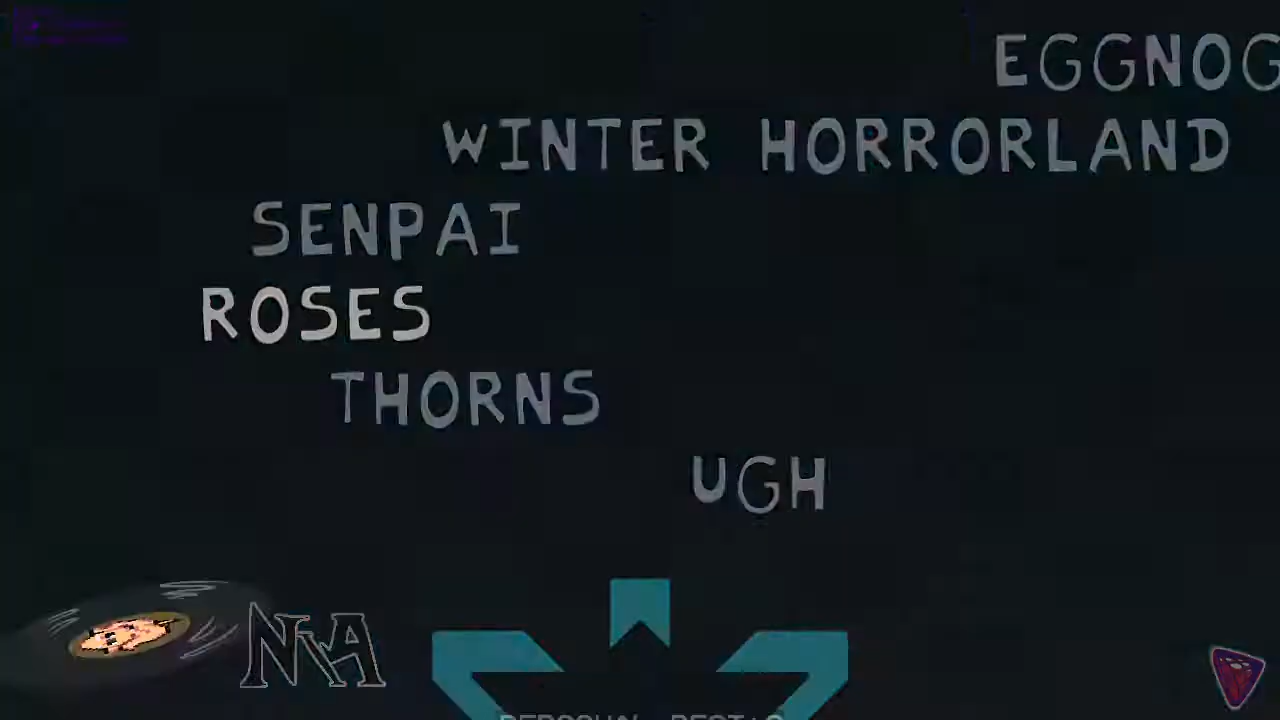 EGGNOG
WINTER HORRORLAND
SENPAI
ROSES
THORNS
UGH
N/A